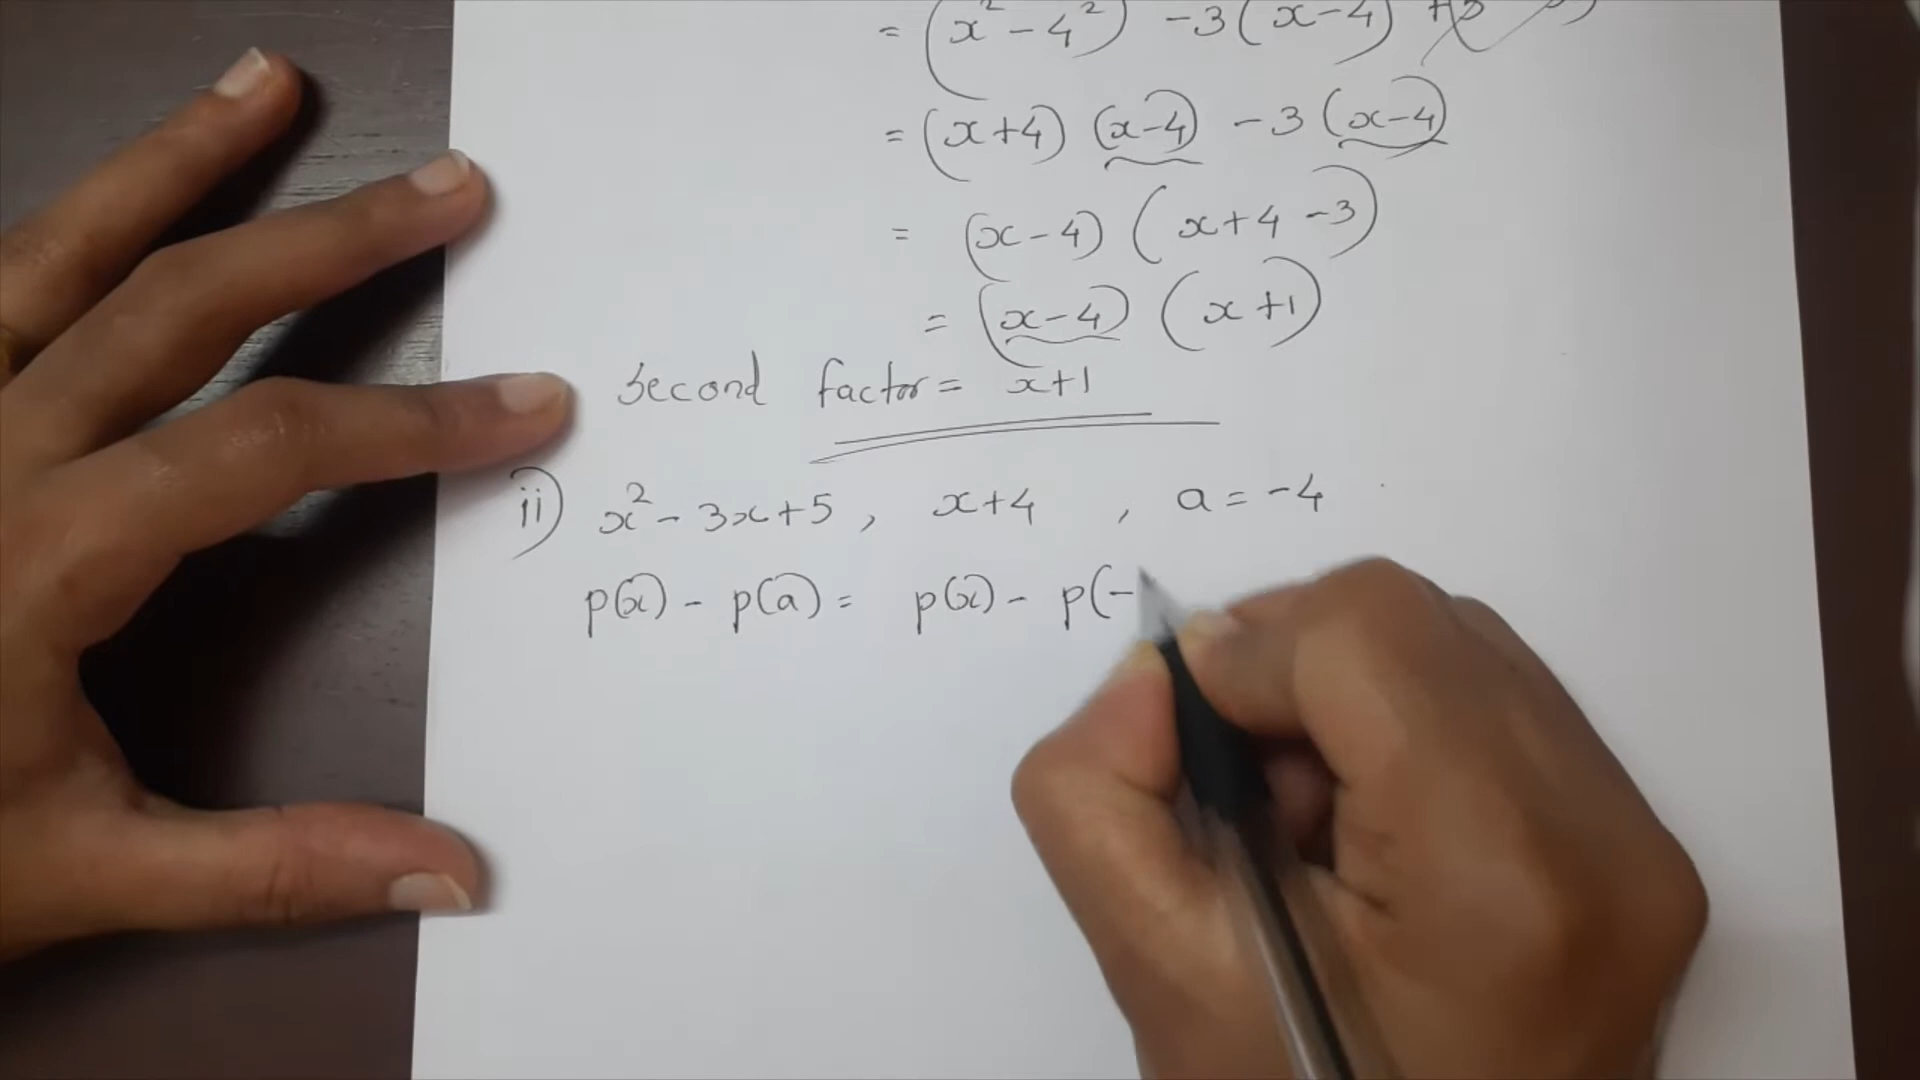 = (x² - 4²) - 3(x-4)
= (x+4) (x-4) - 3 (x-4)
= (x-4) (x+4-3)
= (x-4) (x+1)
Second factor = x+1
ii) x² - 3x+5, x+4 , a = -4
p(x) - p(a) = p(x) - p(-